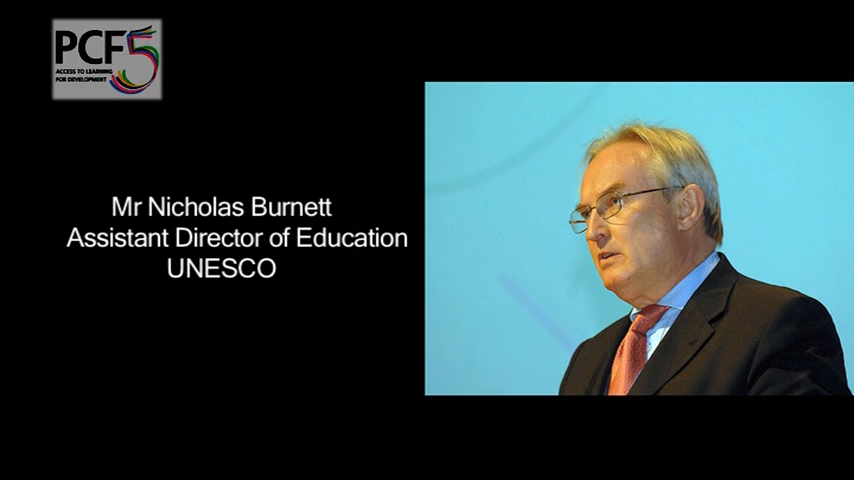 PCF5
ACCESS TO LEARNING
FOR DEVELOPMENT
Mr Nicholas Burnett
Assistant Director of Education
UNESCO